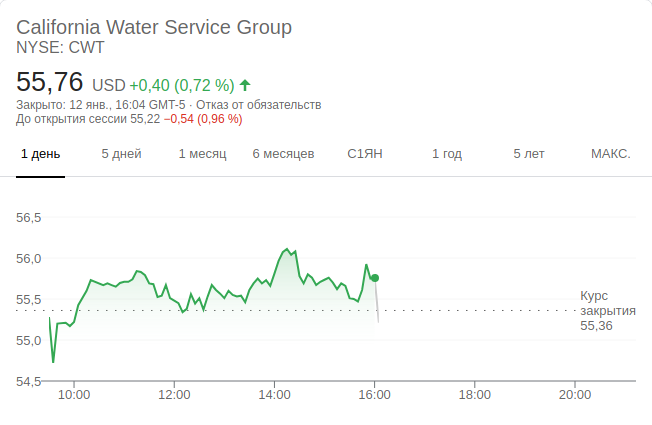 California Water Service Group
NYSE: CWT
55,76 USD +0,40 (0,72 %)
Закрыто: 12 янв., 16:04 GMT-5 · Отказ от обязательств
До открытия сессии 55,22 −0,54 (0,96 %)
1 день 5 дней 1 месяц 6 месяцев С1ЯН 1 год 5 лет МАКС.
56,5
56,0
55,5
Курс
закрытия
55,36
55,0
54,5
10:00 12:00 14:00 16:00 18:00 20:00